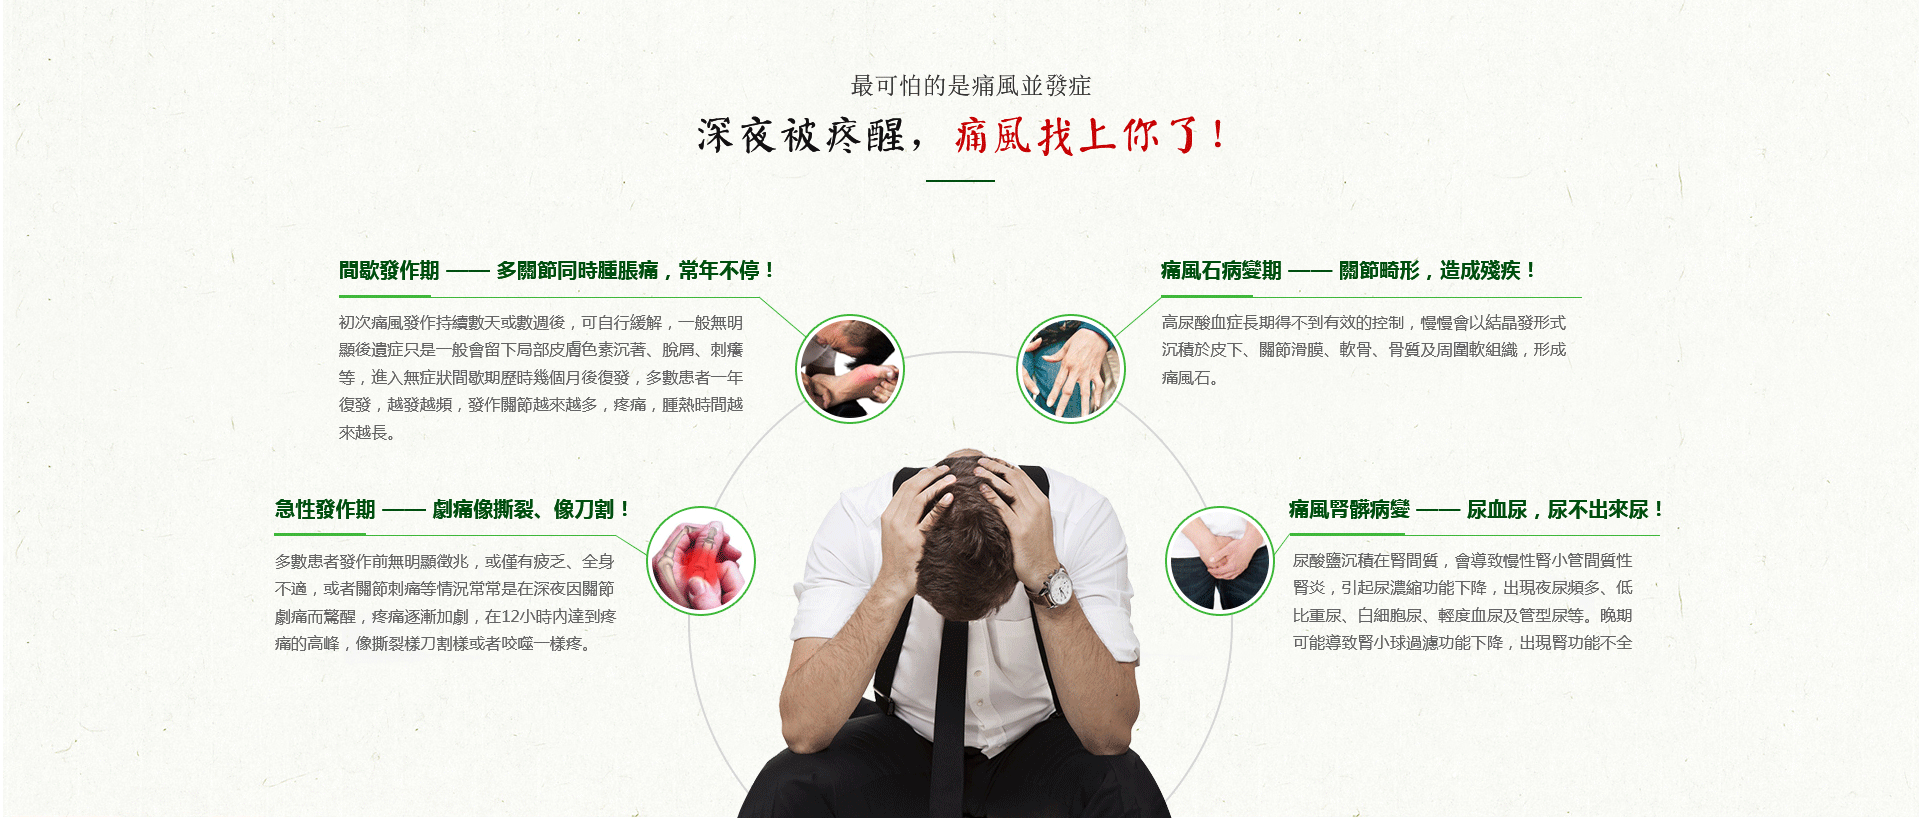 最可怕的是痛風並發症
深夜被疼醒，痛風找上你了！
間歇發作期 —— 多關節同時腫脹痛，常年不停！
初次痛風發作持續數天或數週後，可自行緩解，一般無明
顯後遺症只是一般會留下局部皮膚色素沉著、脫屑、刺癢
等，進入無症狀間歇期歷時幾個月後復發，多數患者一年
復發，越發越頻，發作關節越來越多，疼痛，腫熱時間越
來越長。
痛風石病變期 —— 關節畸形，造成殘疾！
高尿酸血症長期得不到有效的控制，慢慢會以結晶發形式
沉積於皮下、關節滑膜、軟骨、骨質及周圍軟組織，形成
痛風石。
急性發作期 —— 劇痛像撕裂、像刀割！
多數患者發作前無明顯徵兆，或僅有疲乏、全身
不適，或者關節刺痛等情況常常是在深夜因關節
劇痛而驚醒，疼痛逐漸加劇，在12小時內達到疼
痛的高峰，像撕裂樣刀割樣或者咬噬一樣疼。
痛風腎髒病變 —— 尿血尿，尿不出來尿！
尿酸鹽沉積在腎間質，會導致慢性腎小管間質性
腎炎，引起尿濃縮功能下降，出現夜尿頻多、低
比重尿、白細胞尿、輕度血尿及管型尿等。晚期
可能導致腎小球過濾功能下降，出現腎功能不全